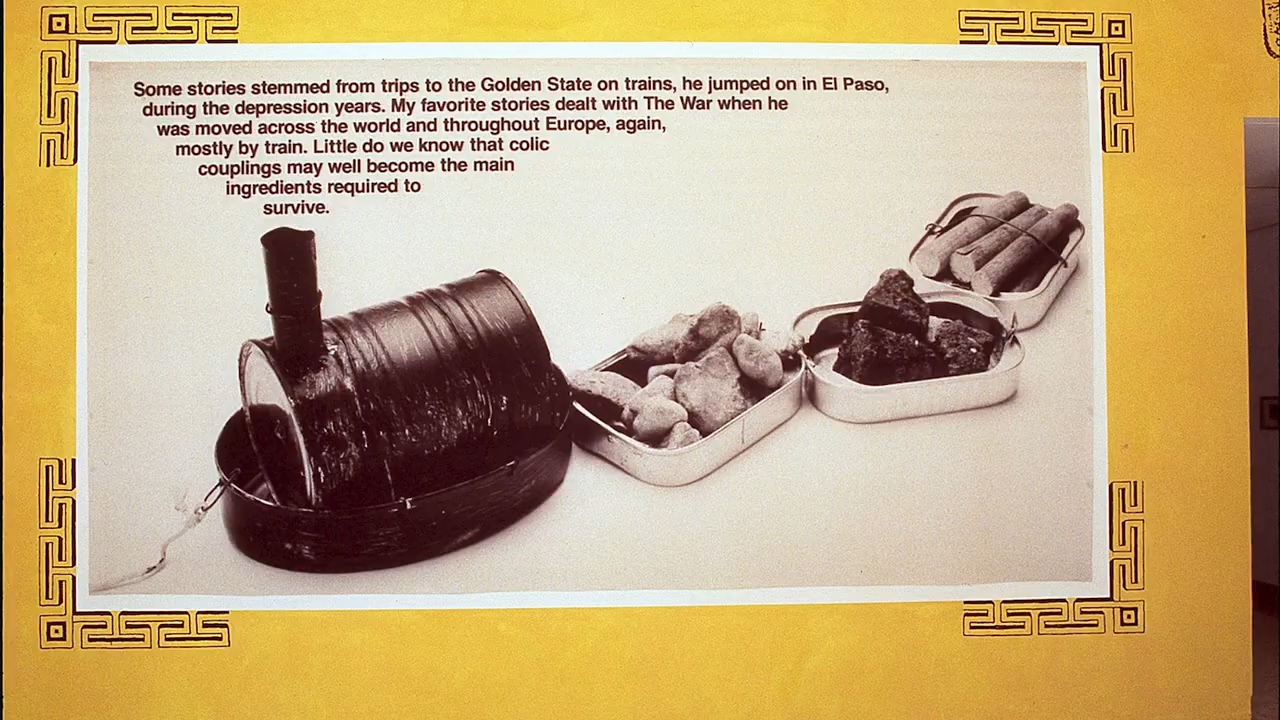 Some stories stemmed from trips to the Golden State on trains, he jumped on in El Paso,
during the depression years. My favorite stories dealt with The War when he
was moved across the world and throughout Europe, again,
mostly by train. Little do we know that colic
couplings may well become the main
ingredients required to
survive.